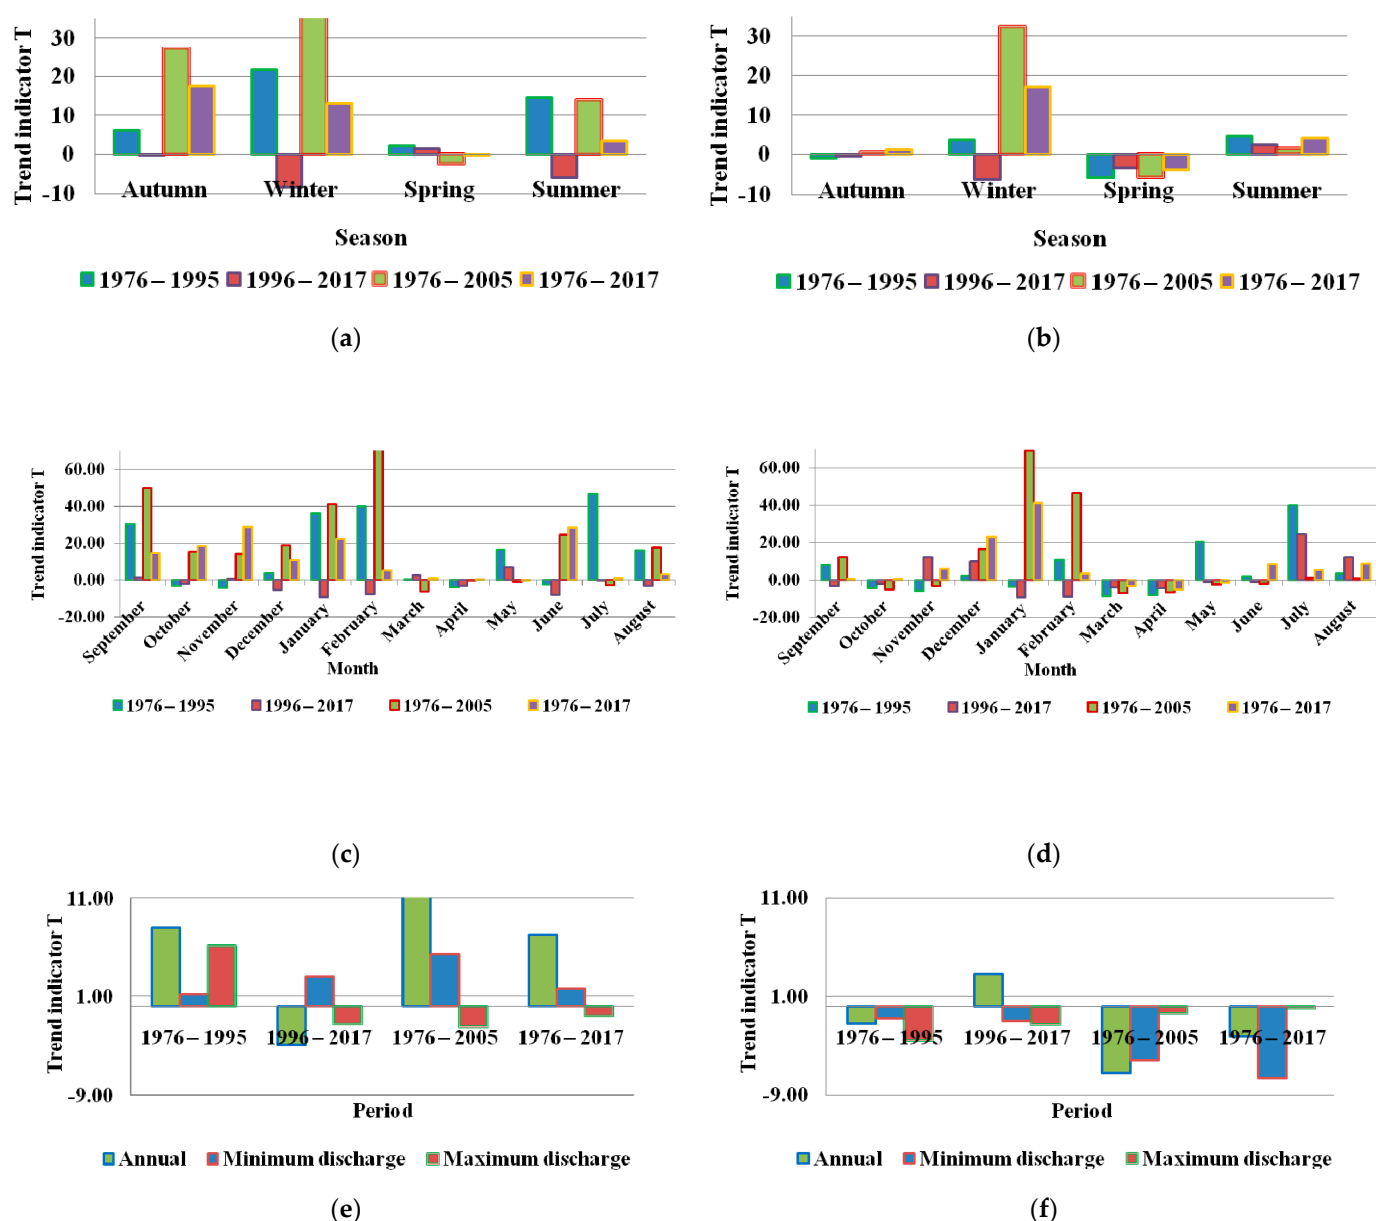 Trend indicator T
30
20
10
0
-10
Autumn Winter Spring Summer
Season
1976 – 1995 1996 – 2017 1976 – 2005 1976 – 2017
(a)
Trend indicator T
30
20
10
0
-10
Autumn Winter Spring Summer
Season
1976 – 1995 1996 – 2017 1976 – 2005 1976 – 2017
(b)
Trend indicator T
60.00
40.00
20.00
0.00
-20.00
September October November December January February March April May June July August
Month
1976 – 1995 1996 – 2017 1976 – 2005 1976 – 2017
(c)
Trend indicator T
60.00
40.00
20.00
0.00
-20.00
September October November December January February March April May June July August
Month
1976 – 1995 1996 – 2017 1976 – 2005 1976 – 2017
(d)
Trend indicator T
11.00
1.00
-9.00
1976 – 1995 1996 – 2017 1976 – 2005 1976 – 2017
Period
Annual Minimum discharge Maximum discharge
(e)
Trend indicator T
11.00
1.00
-9.00
1976 – 1995 1996 – 2017 1976 – 2005 1976 – 2017
Period
Annual Minimum discharge Maximum discharge
(f)